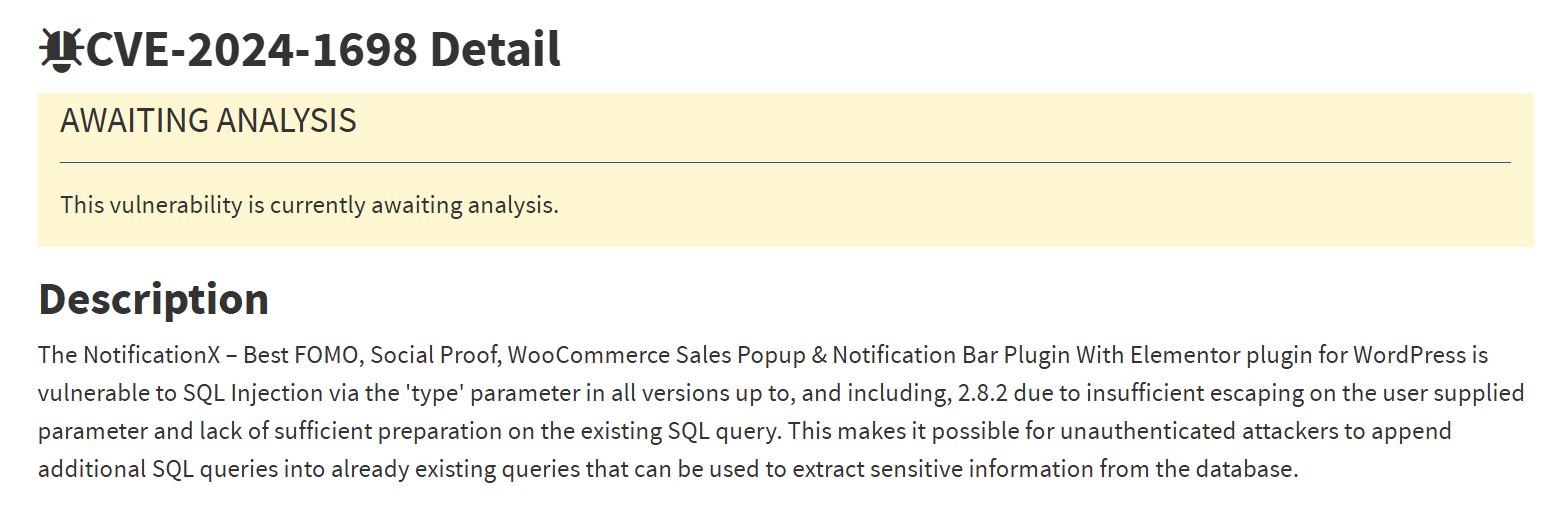 CVE-2024-1698 Detail
AWAITING ANALYSIS
This vulnerability is currently awaiting analysis.
Description
The NotificationX – Best FOMO, Social Proof, WooCommerce Sales Popup & Notification Bar Plugin With Elementor plugin for WordPress is
vulnerable to SQL Injection via the 'type' parameter in all versions up to, and including, 2.8.2 due to insufficient escaping on the user supplied
parameter and lack of sufficient preparation on the existing SQL query. This makes it possible for unauthenticated attackers to append
additional SQL queries into already existing queries that can be used to extract sensitive information from the database.